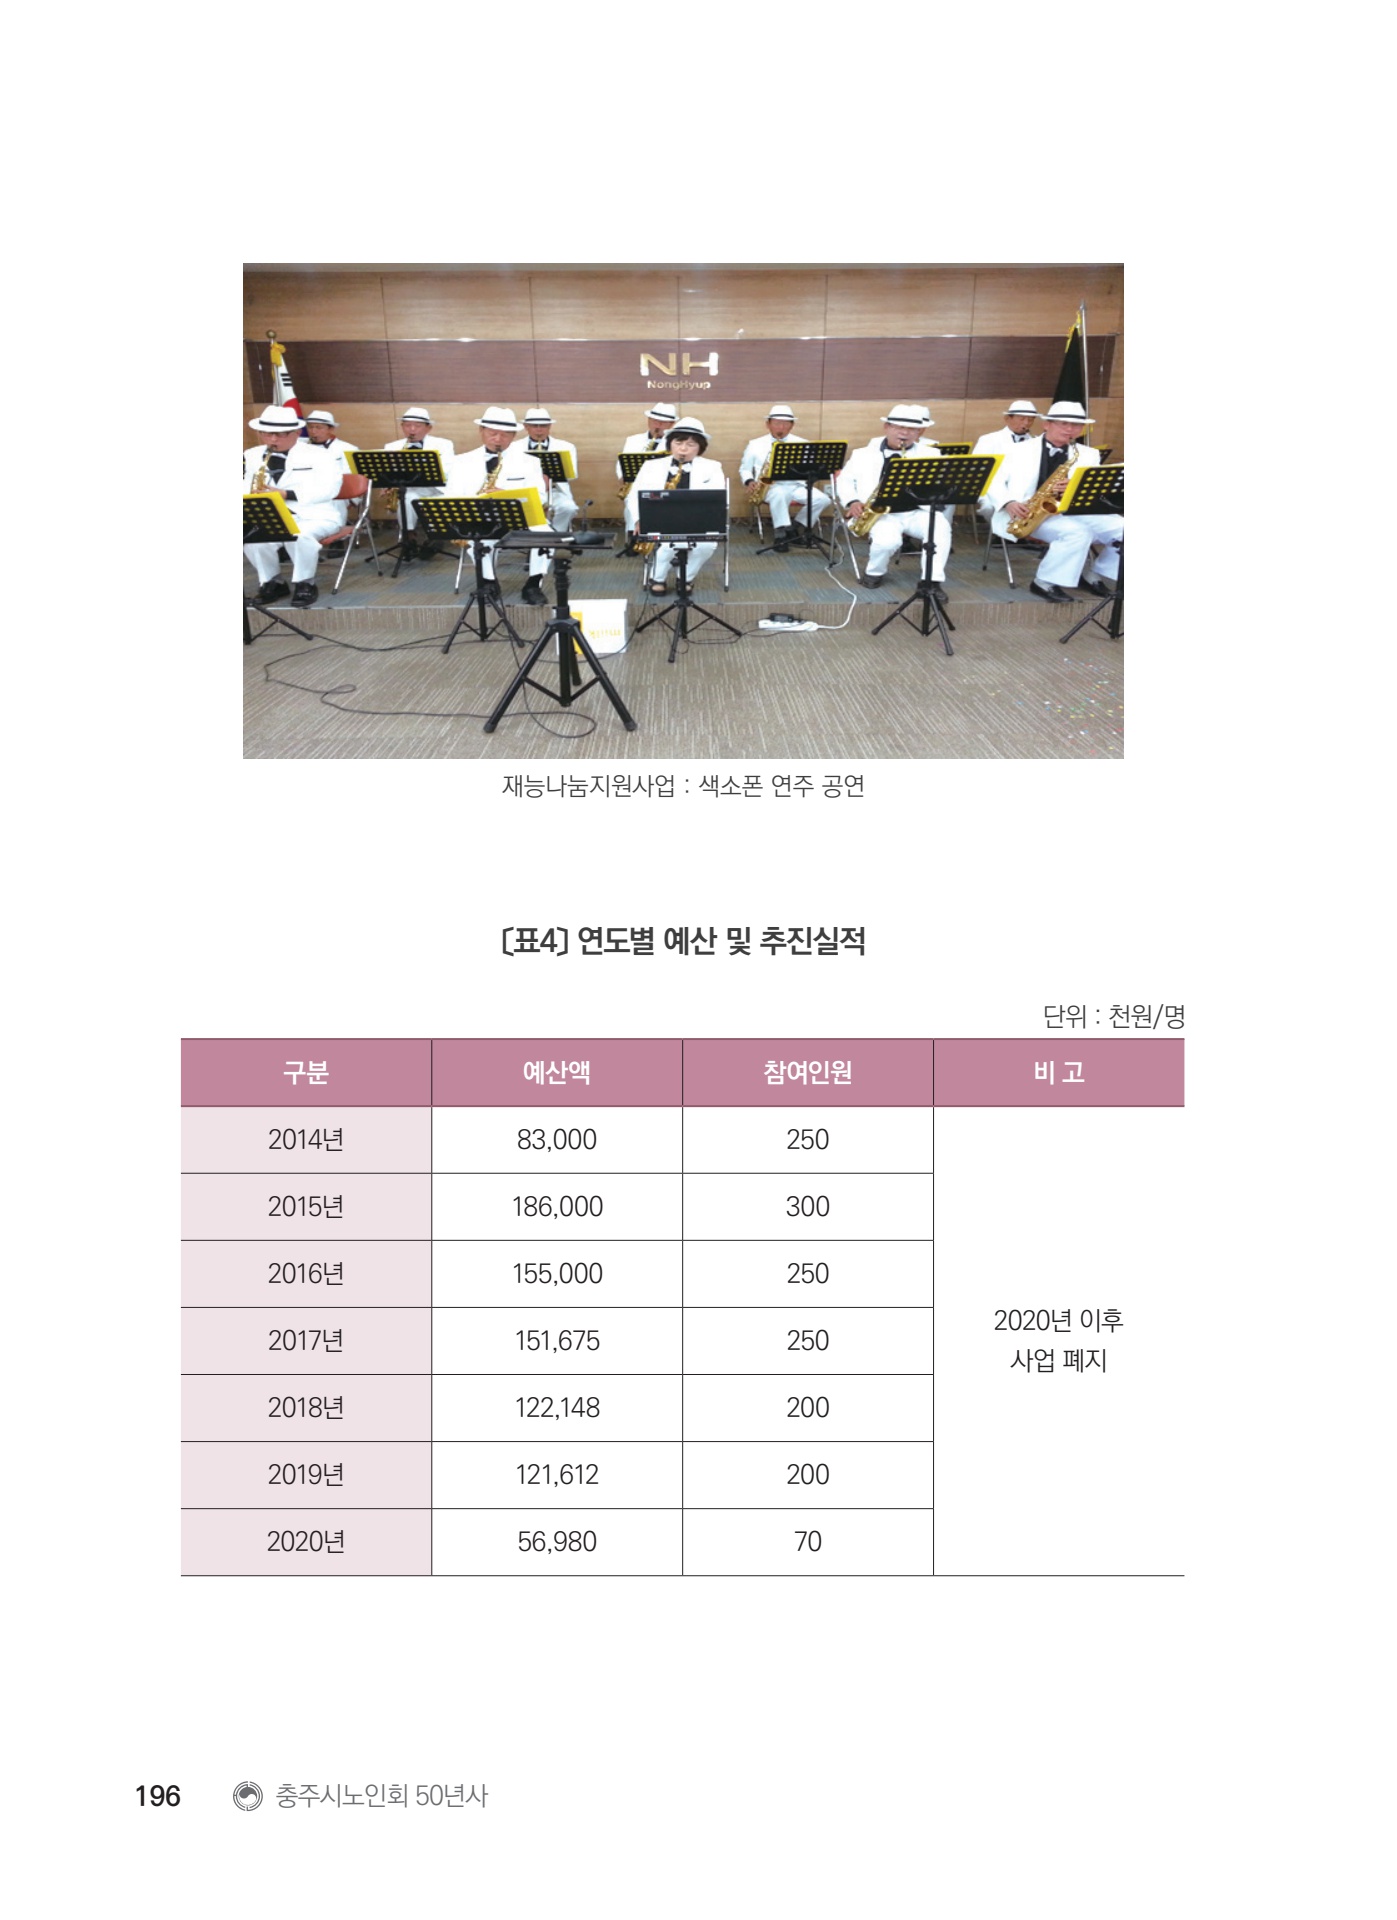 NH
NongHyup
재능나눔지원사업 : 색소폰 연주 공연
〔표4〕 연도별 예산 및 추진실적
단위 : 천원/명
구분 예산액 참여인원 비 고
2014년 83,000 250
2015년 186,000 300
2016년 155,000 250
2017년 151,675 250
2020년 이후
사업 폐지
2018년 122,148 200
2019년 121,612 200
2020년 56,980 70
196 충주시노인회 50년사